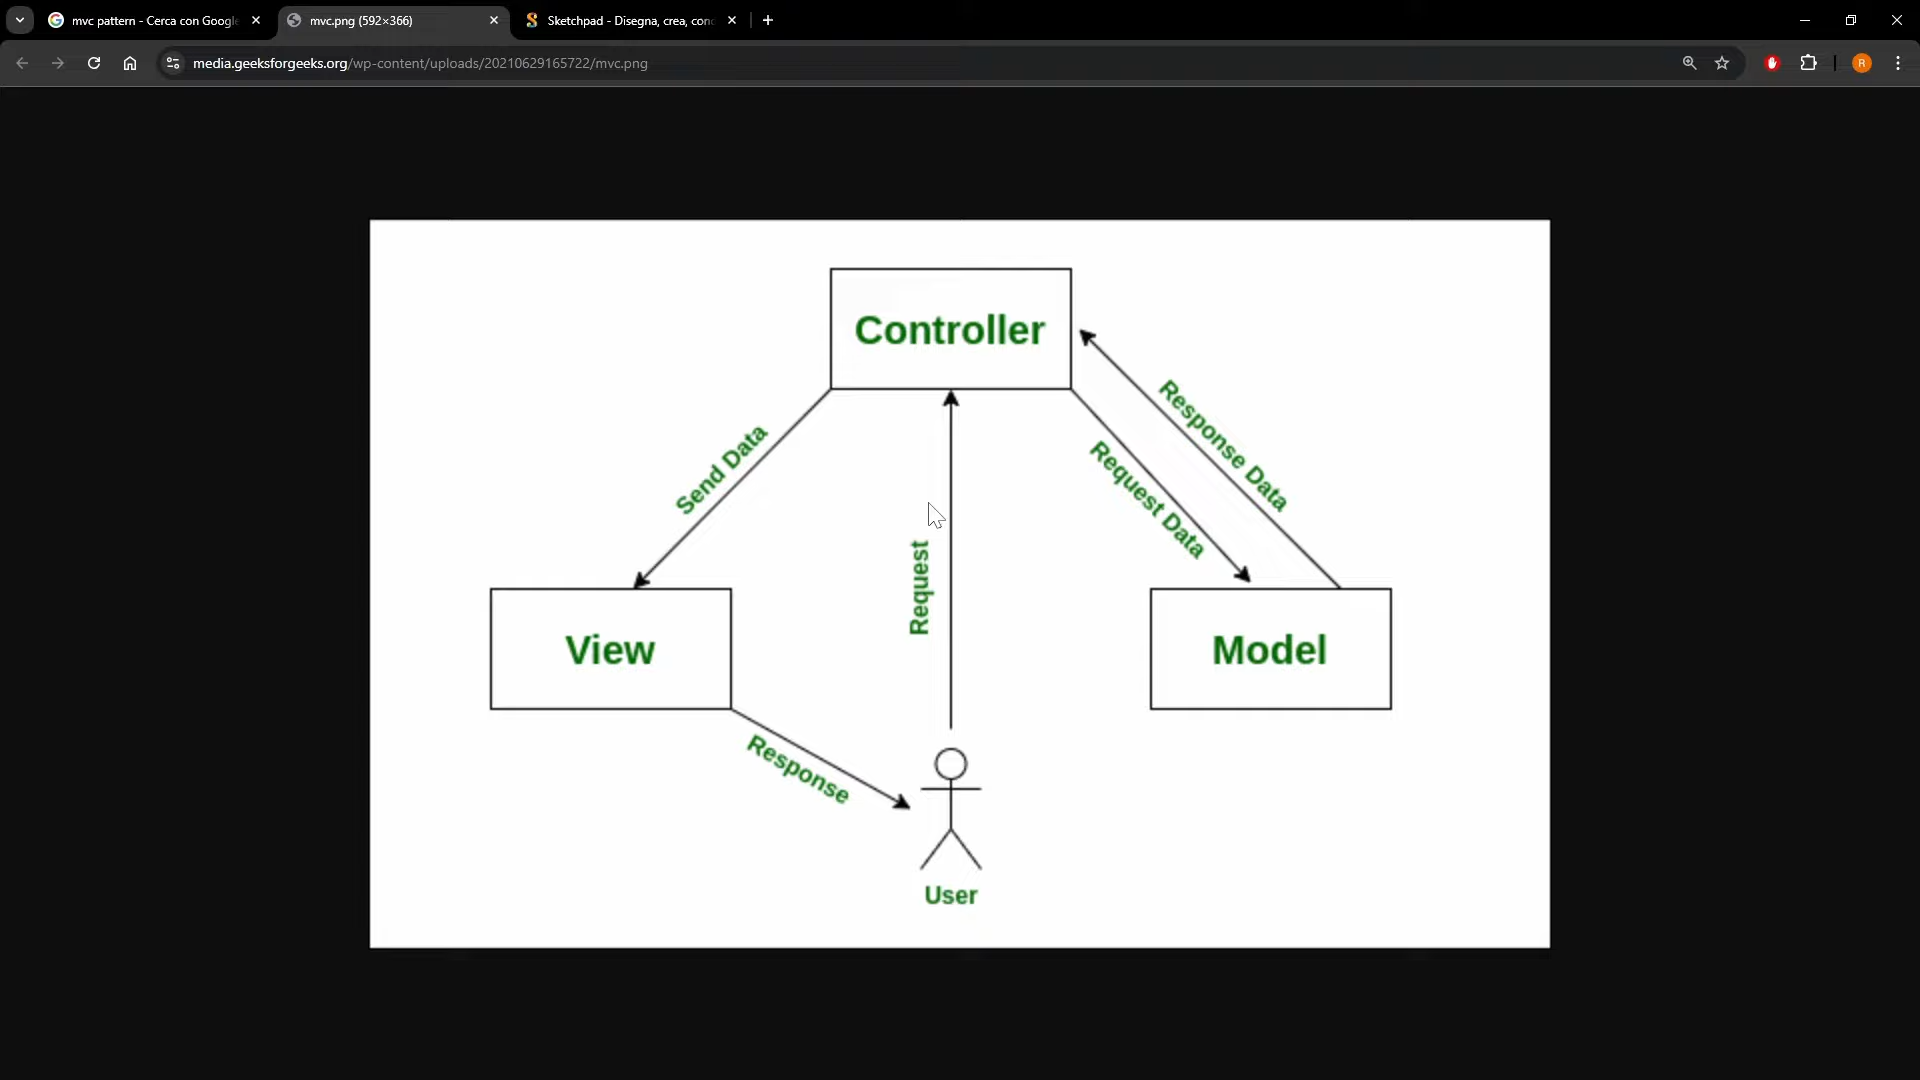 mvc pattern - Cerca con Google
mvc.png (592×366)
Sketchpad - Disegna, crea, con
media.geeksforgeeks.org/wp-content/uploads/20210629165722/mvc.png
R
Controller
Send Data
Response Data
Request Data
Request
View
Model
Response
User